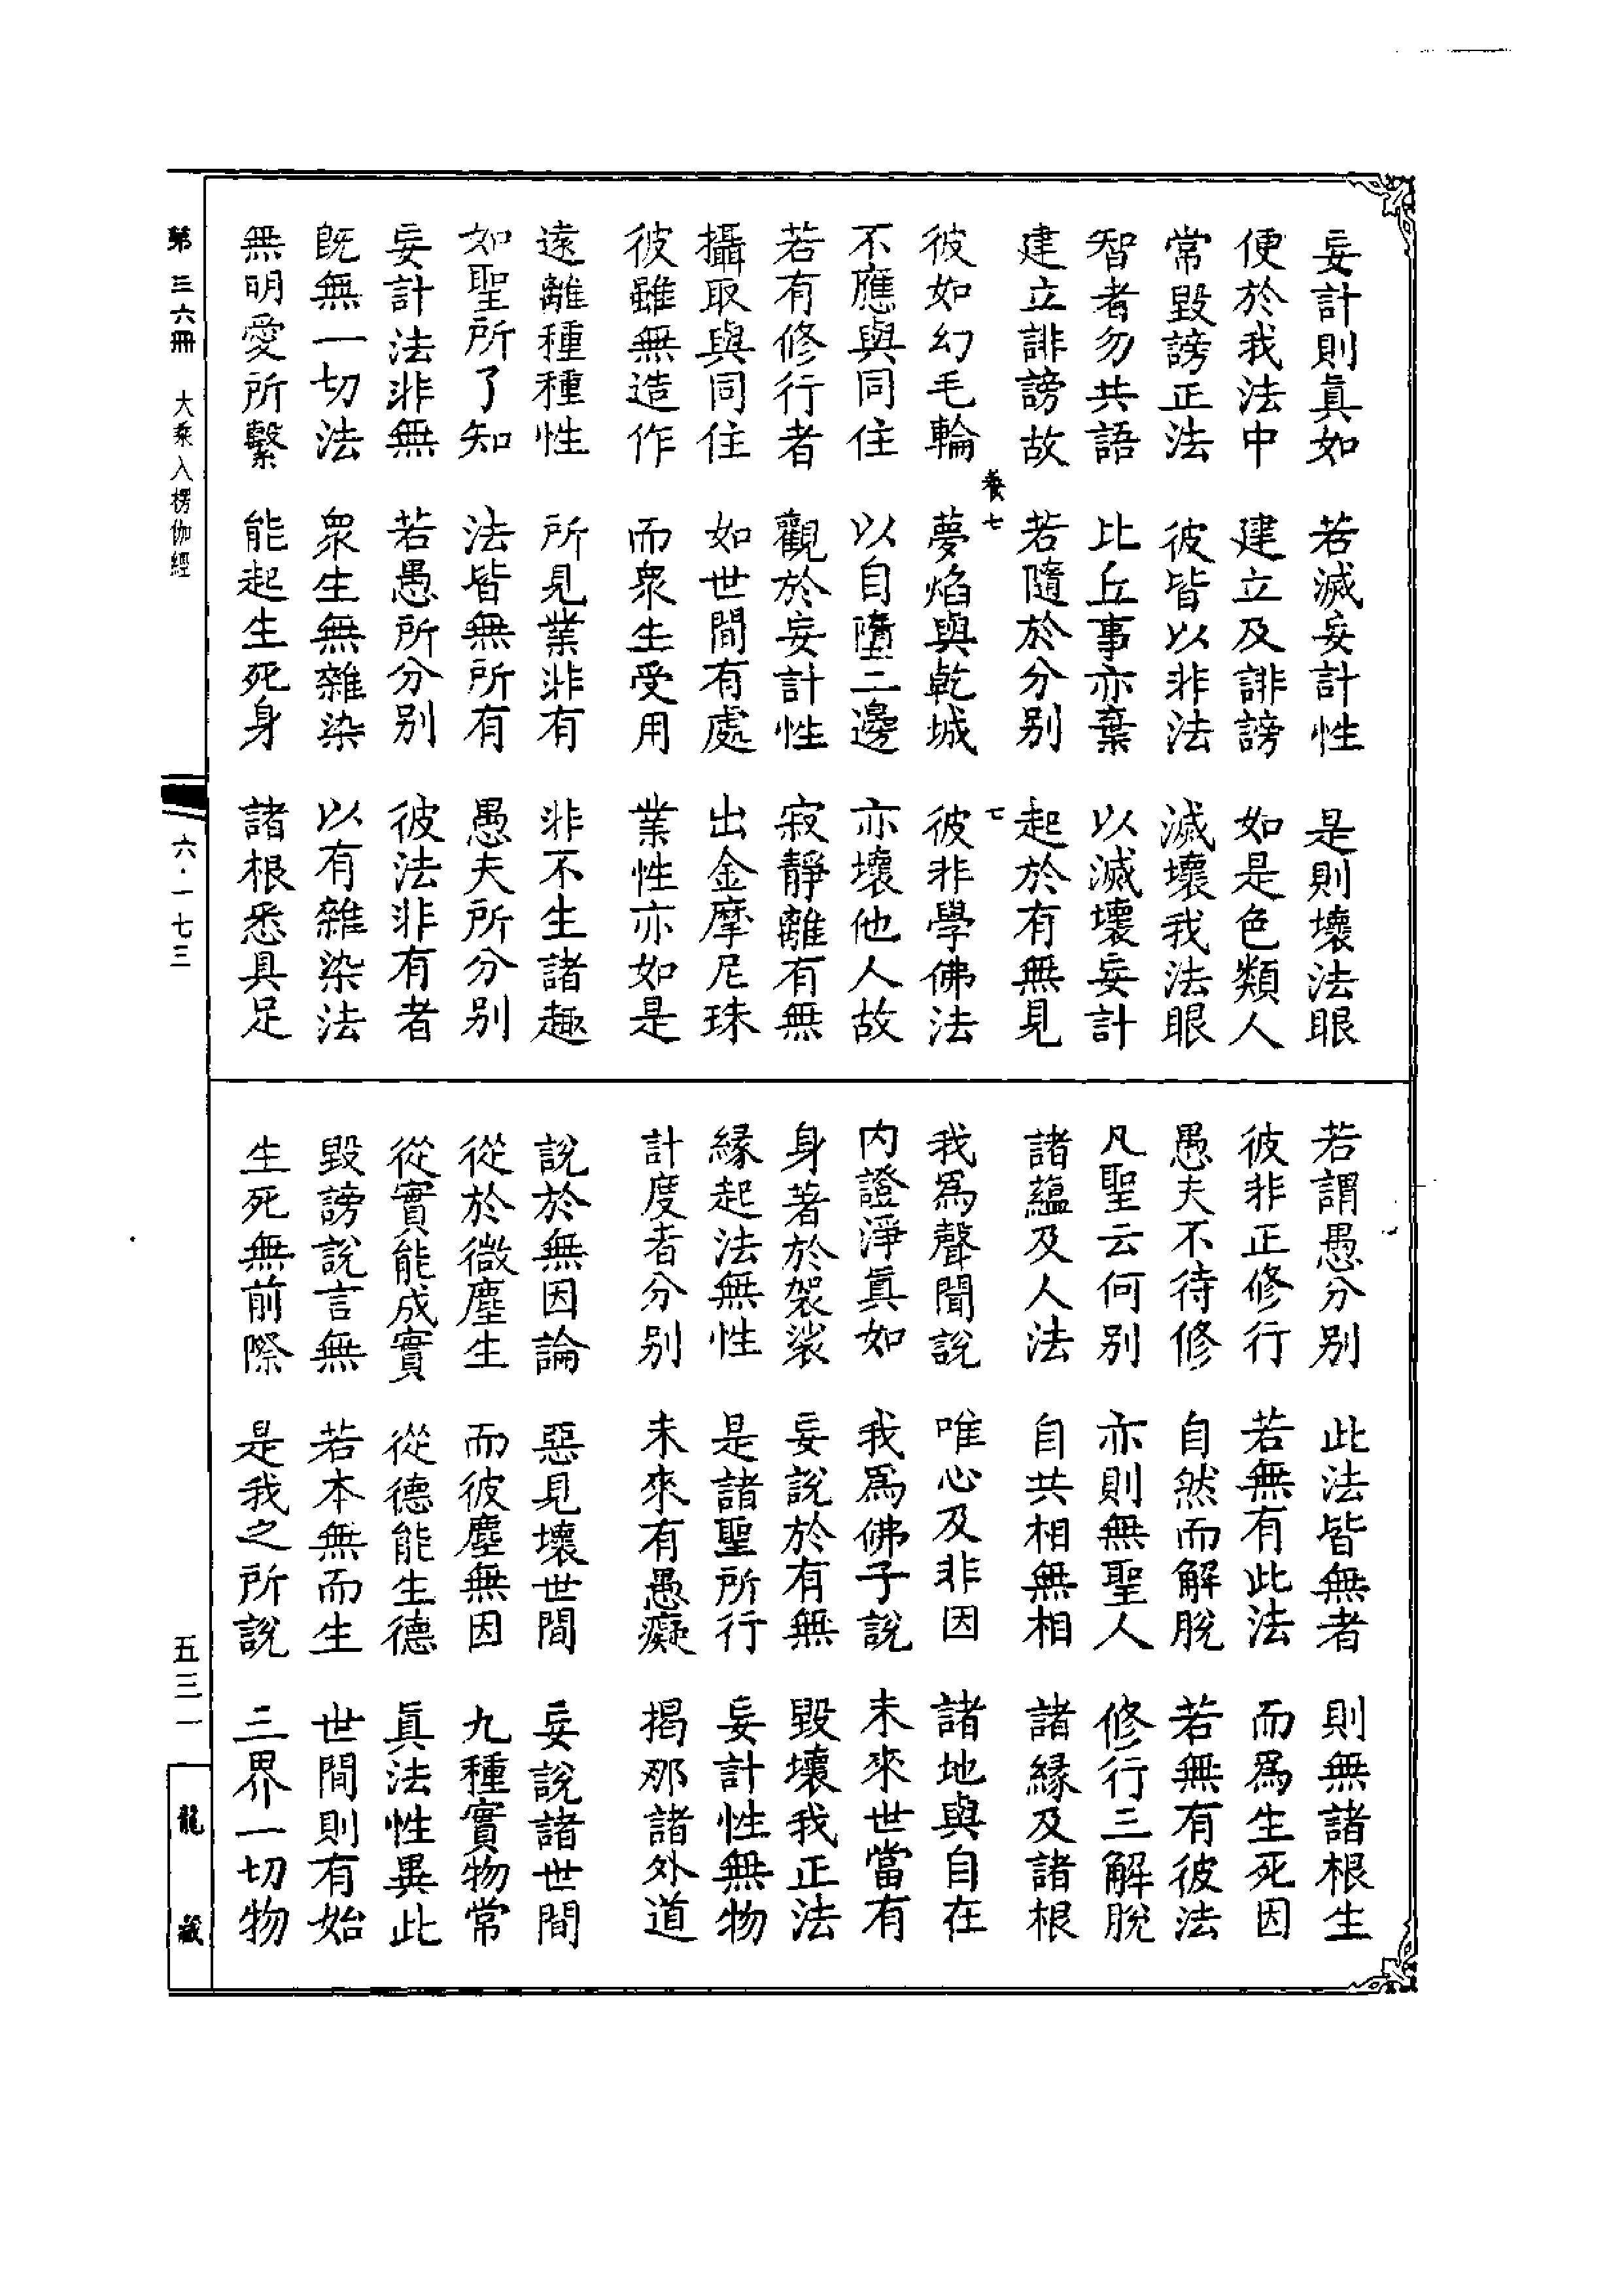 妄計則眞如　若滅妄計性　是則壞法眼
便於我法中　建立及誹謗　如是色類人
常毀謗正法　彼皆以非法　滅壞我法眼
智者勿共語　比丘事亦棄　以滅壞妄計
建立誹謗故　若隨於分别　起於有無見
卷七　七
彼如幻毛輪　夢焰與乾城　彼非學佛法
不應與同住　以自墮二邊　亦壞他人故
若有修行者　觀於妄計性　寂靜離有無
攝取與同住　如世間有處　出金摩尼珠
彼雖無造作　而衆生受用　業性亦如是
遠離種種性　所見業非有　非不生諸趣
如聖所了知　法皆無所有　愚夫所分别
妄計法非無　若愚所分别　彼法非有者
旣無一切法　衆生無雜染　以有雜染法
無明愛所繫　能起生死身　諸根悉具足
若謂愚分别　此法皆無者　則無諸根生
彼非正修行　若無有此法　而爲生死因
愚夫不待修　自然而解脫　若無有彼法
凡聖云何别　亦則無聖人　修行三解脫
諸蘊及人法　自共相無相　諸緣及諸根
我爲聲聞說　唯心及非因　諸地與自在
内證淨眞如　我爲佛子說　未來世當有
身著於袈裟　妄說於有無　毀壞我正法
緣起法無性　是諸聖所行　妄計性無物
計度者分别　未來有愚癡　揭那諸外道
說於無因論　惡見壞世間　妄說諸世間
從於微塵生　而彼塵無因　九種實物常
從實能成實　從德能生德　眞法性異此
毀謗說言無　若本無而生　世間則有始
生死無前際　是我之所說　三界一切物
第三六冊　大乘入楞伽經　六·一七三　五三一　龍藏